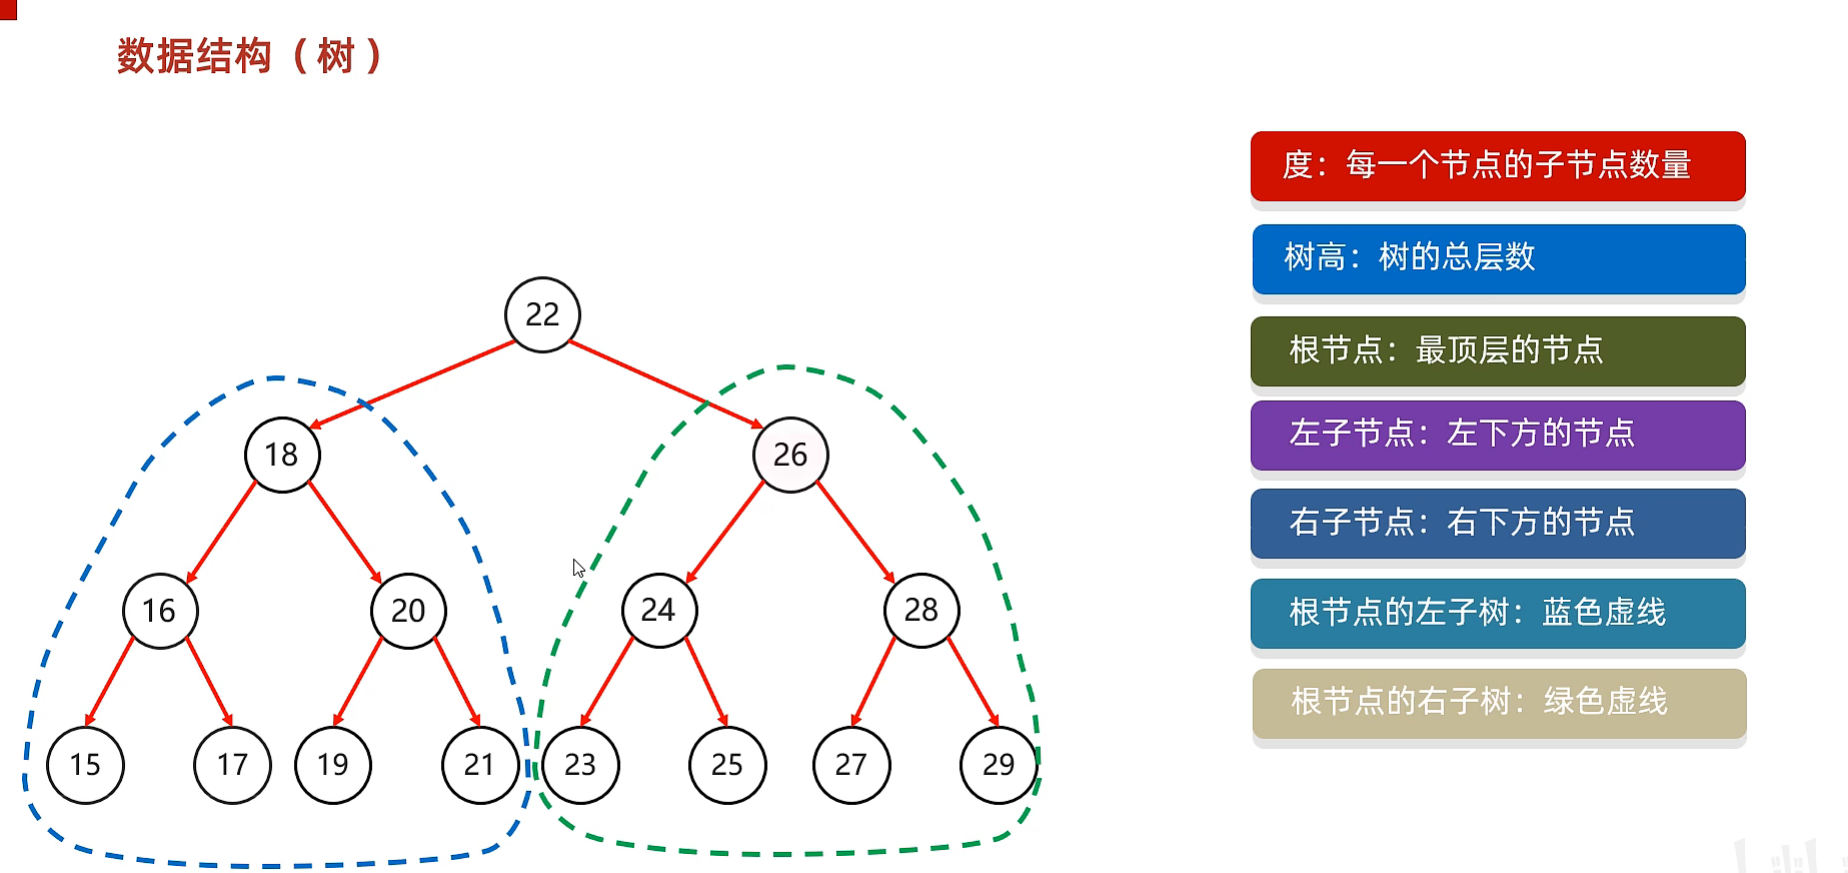 数据结构（树）
度：每一个节点的子节点数量
树高：树的总层数
根节点：最顶层的节点
左子节点：左下方的节点
右子节点：右下方的节点
根节点的左子树：蓝色虚线
根节点的右子树：绿色虚线
22
18
26
16
20
24
28
15
17
19
21
23
25
27
29